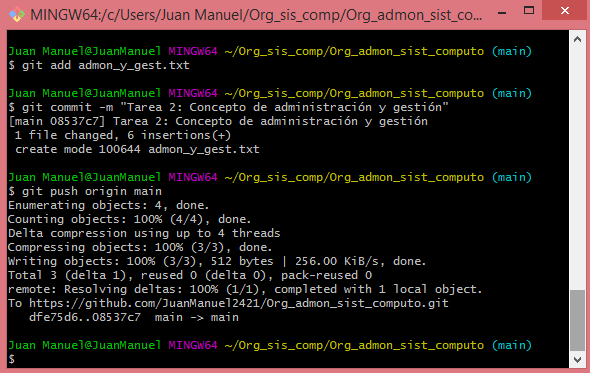 MINGW64:/c/Users/Juan Manuel/Org_sis_comp/Org_admon_sist_co...
Juan Manuel@JuanManuel MINGW64 ~/Org_sis_comp/Org_admon_sist_computo (main)
$ git add admon_y_gest.txt
Juan Manuel@JuanManuel MINGW64 ~/Org_sis_comp/Org_admon_sist_computo (main)
$ git commit -m "Tarea 2: Concepto de administración y gestión"
[main 08537c7] Tarea 2: Concepto de administración y gestión
1 file changed, 6 insertions(+)
create mode 100644 admon_y_gest.txt
Juan Manuel@JuanManuel MINGW64 ~/Org_sis_comp/Org_admon_sist_computo (main)
$ git push origin main
Enumerating objects: 4, done.
Counting objects: 100% (4/4), done.
Delta compression using up to 4 threads
Compressing objects: 100% (3/3), done.
Writing objects: 100% (3/3), 512 bytes | 256.00 KiB/s, done.
Total 3 (delta 1), reused 0 (delta 0), pack-reused 0
remote: Resolving deltas: 100% (1/1), completed with 1 local object.
To https://github.com/JuanManuel2421/Org_admon_sist_computo.git
dfe75d6..08537c7  main -> main
Juan Manuel@JuanManuel MINGW64 ~/Org_sis_comp/Org_admon_sist_computo (main)
$